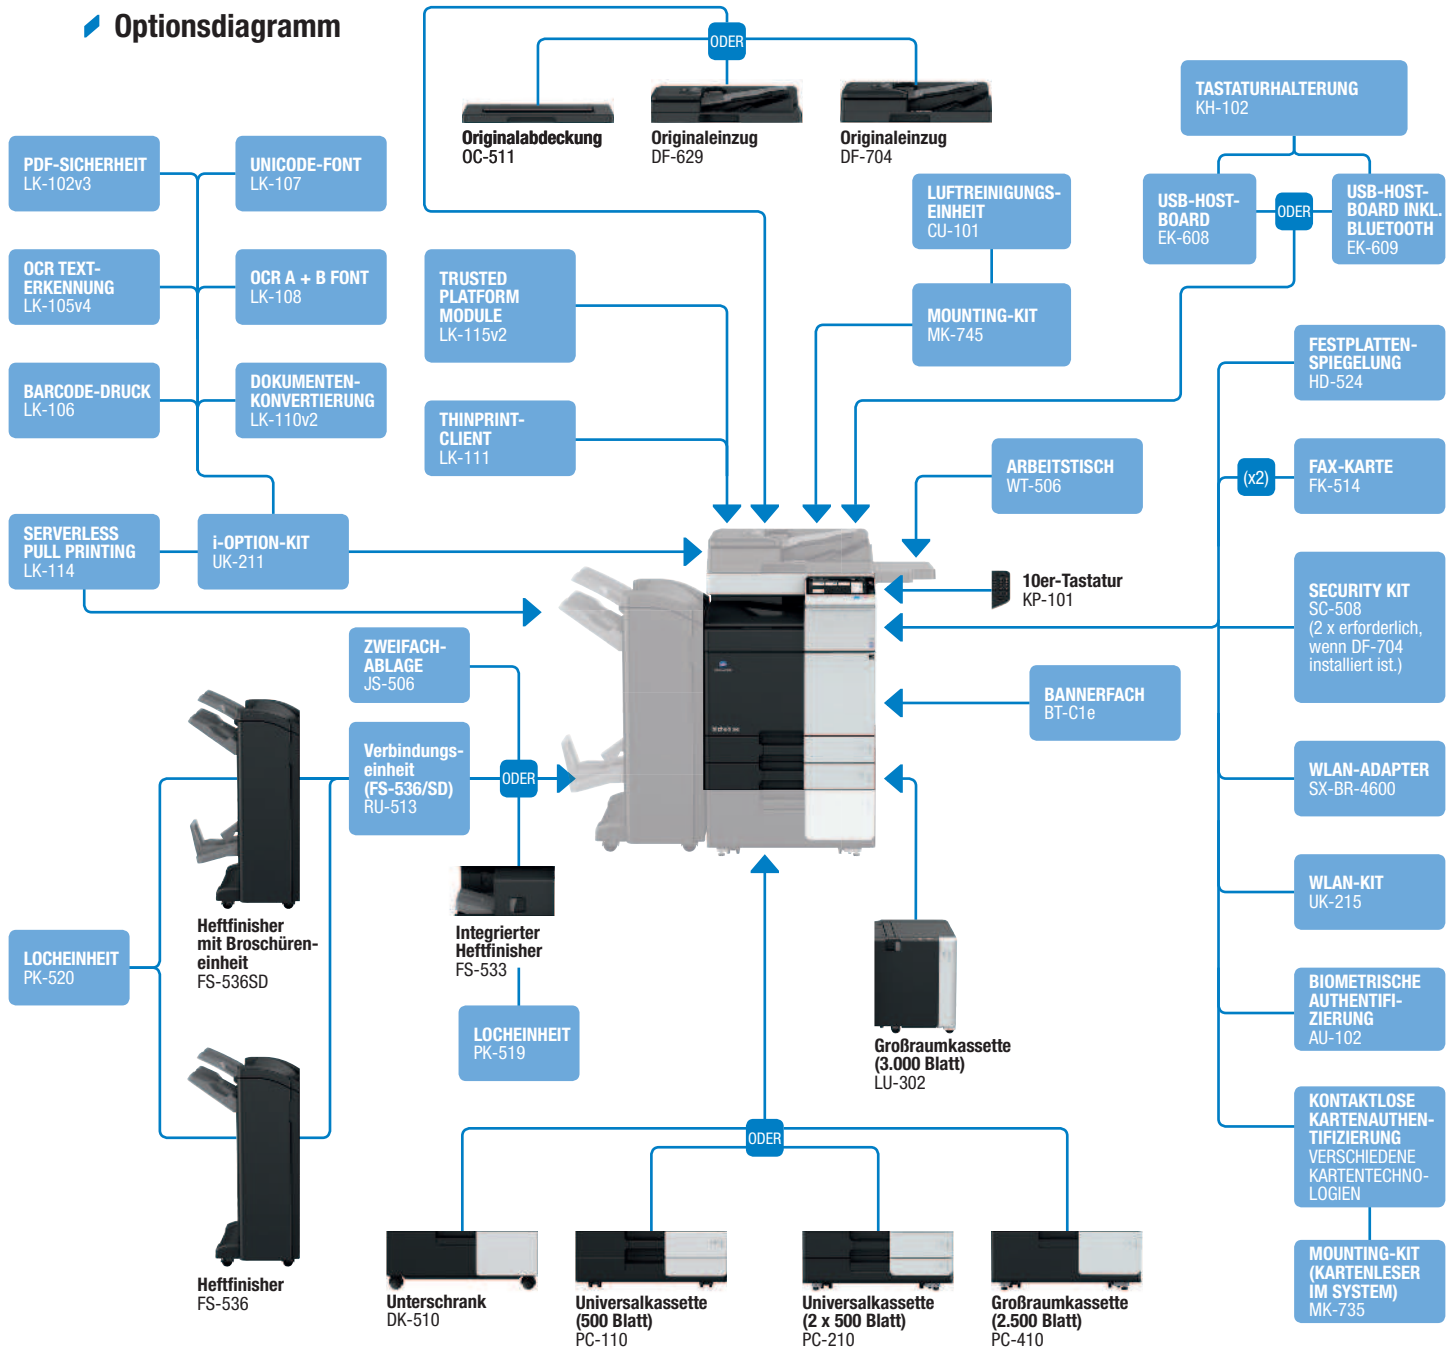 Optionsdiagramm
ODER
Originalabdeckung
OC-511
Originaleinzug
DF-629
Originaleinzug
DF-704
TASTATURHALTERUNG
KH-102
PDF-SICHERHEIT
LK-102v3
UNICODE-FONT
LK-107
LUFTREINIGUNGS-
EINHEIT
CU-101
USB-HOST-
BOARD
EK-608
ODER
USB-HOST-
BOARD INKL.
BLUETOOTH
EK-609
OCR TEXT-
ERKENNUNG
LK-105v4
OCR A + B FONT
LK-108
TRUSTED
PLATFORM
MODULE
LK-115v2
MOUNTING-KIT
MK-745
FESTPLATTEN-
SPIEGELUNG
HD-524
BARCODE-DRUCK
LK-106
DOKUMENTEN-
KONVERTIERUNG
LK-110v2
THINPRINT-
CLIENT
LK-111
ARBEITSTISCH
WT-506
(x2)
FAX-KARTE
FK-514
SERVERLESS
PULL PRINTING
LK-114
i-OPTION-KIT
UK-211
10er-Tastatur
KP-101
SECURITY KIT
SC-508
(2 x erforderlich,
wenn DF-704
installiert ist.)
ZWEIFACH-
ABLAGE
JS-506
BANNERFACH
BT-C1e
Verbindungs-
einheit
(FS-536/SD)
RU-513
ODER
WLAN-ADAPTER
SX-BR-4600
WLAN-KIT
UK-215
Heftfinisher
mit Broschüren-
einheit
FS-536SD
Integrierter
Heftfinisher
FS-533
LOCHEINHEIT
PK-520
LOCHEINHEIT
PK-519
Großraumkassette
(3.000 Blatt)
LU-302
BIOMETRISCHE
AUTHENTIFI-
ZIERUNG
AU-102
KONTAKTLOSE
KARTENAUTHEN-
TIFIZIERUNG
VERSCHIEDENE
KARTENTECHNO-
LOGIEN
ODER
Heftfinisher
FS-536
Unterschrank
DK-510
Universalkassette
(500 Blatt)
PC-110
Universalkassette
(2 x 500 Blatt)
PC-210
Großraumkassette
(2.500 Blatt)
PC-410
MOUNTING-KIT
(KARTENLESER
IM SYSTEM)
MK-735